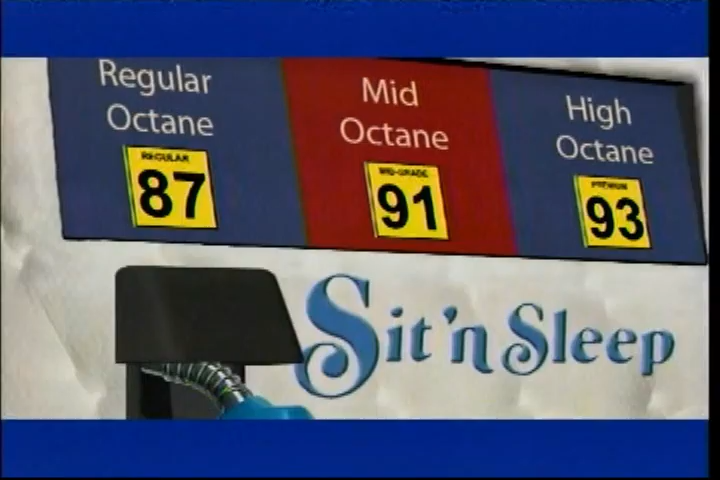 Regular
Octane
REGULAR
87
Mid
Octane
MID-GRADE
91
High
Octane
PREMIUM
93
Sit 'n Sleep